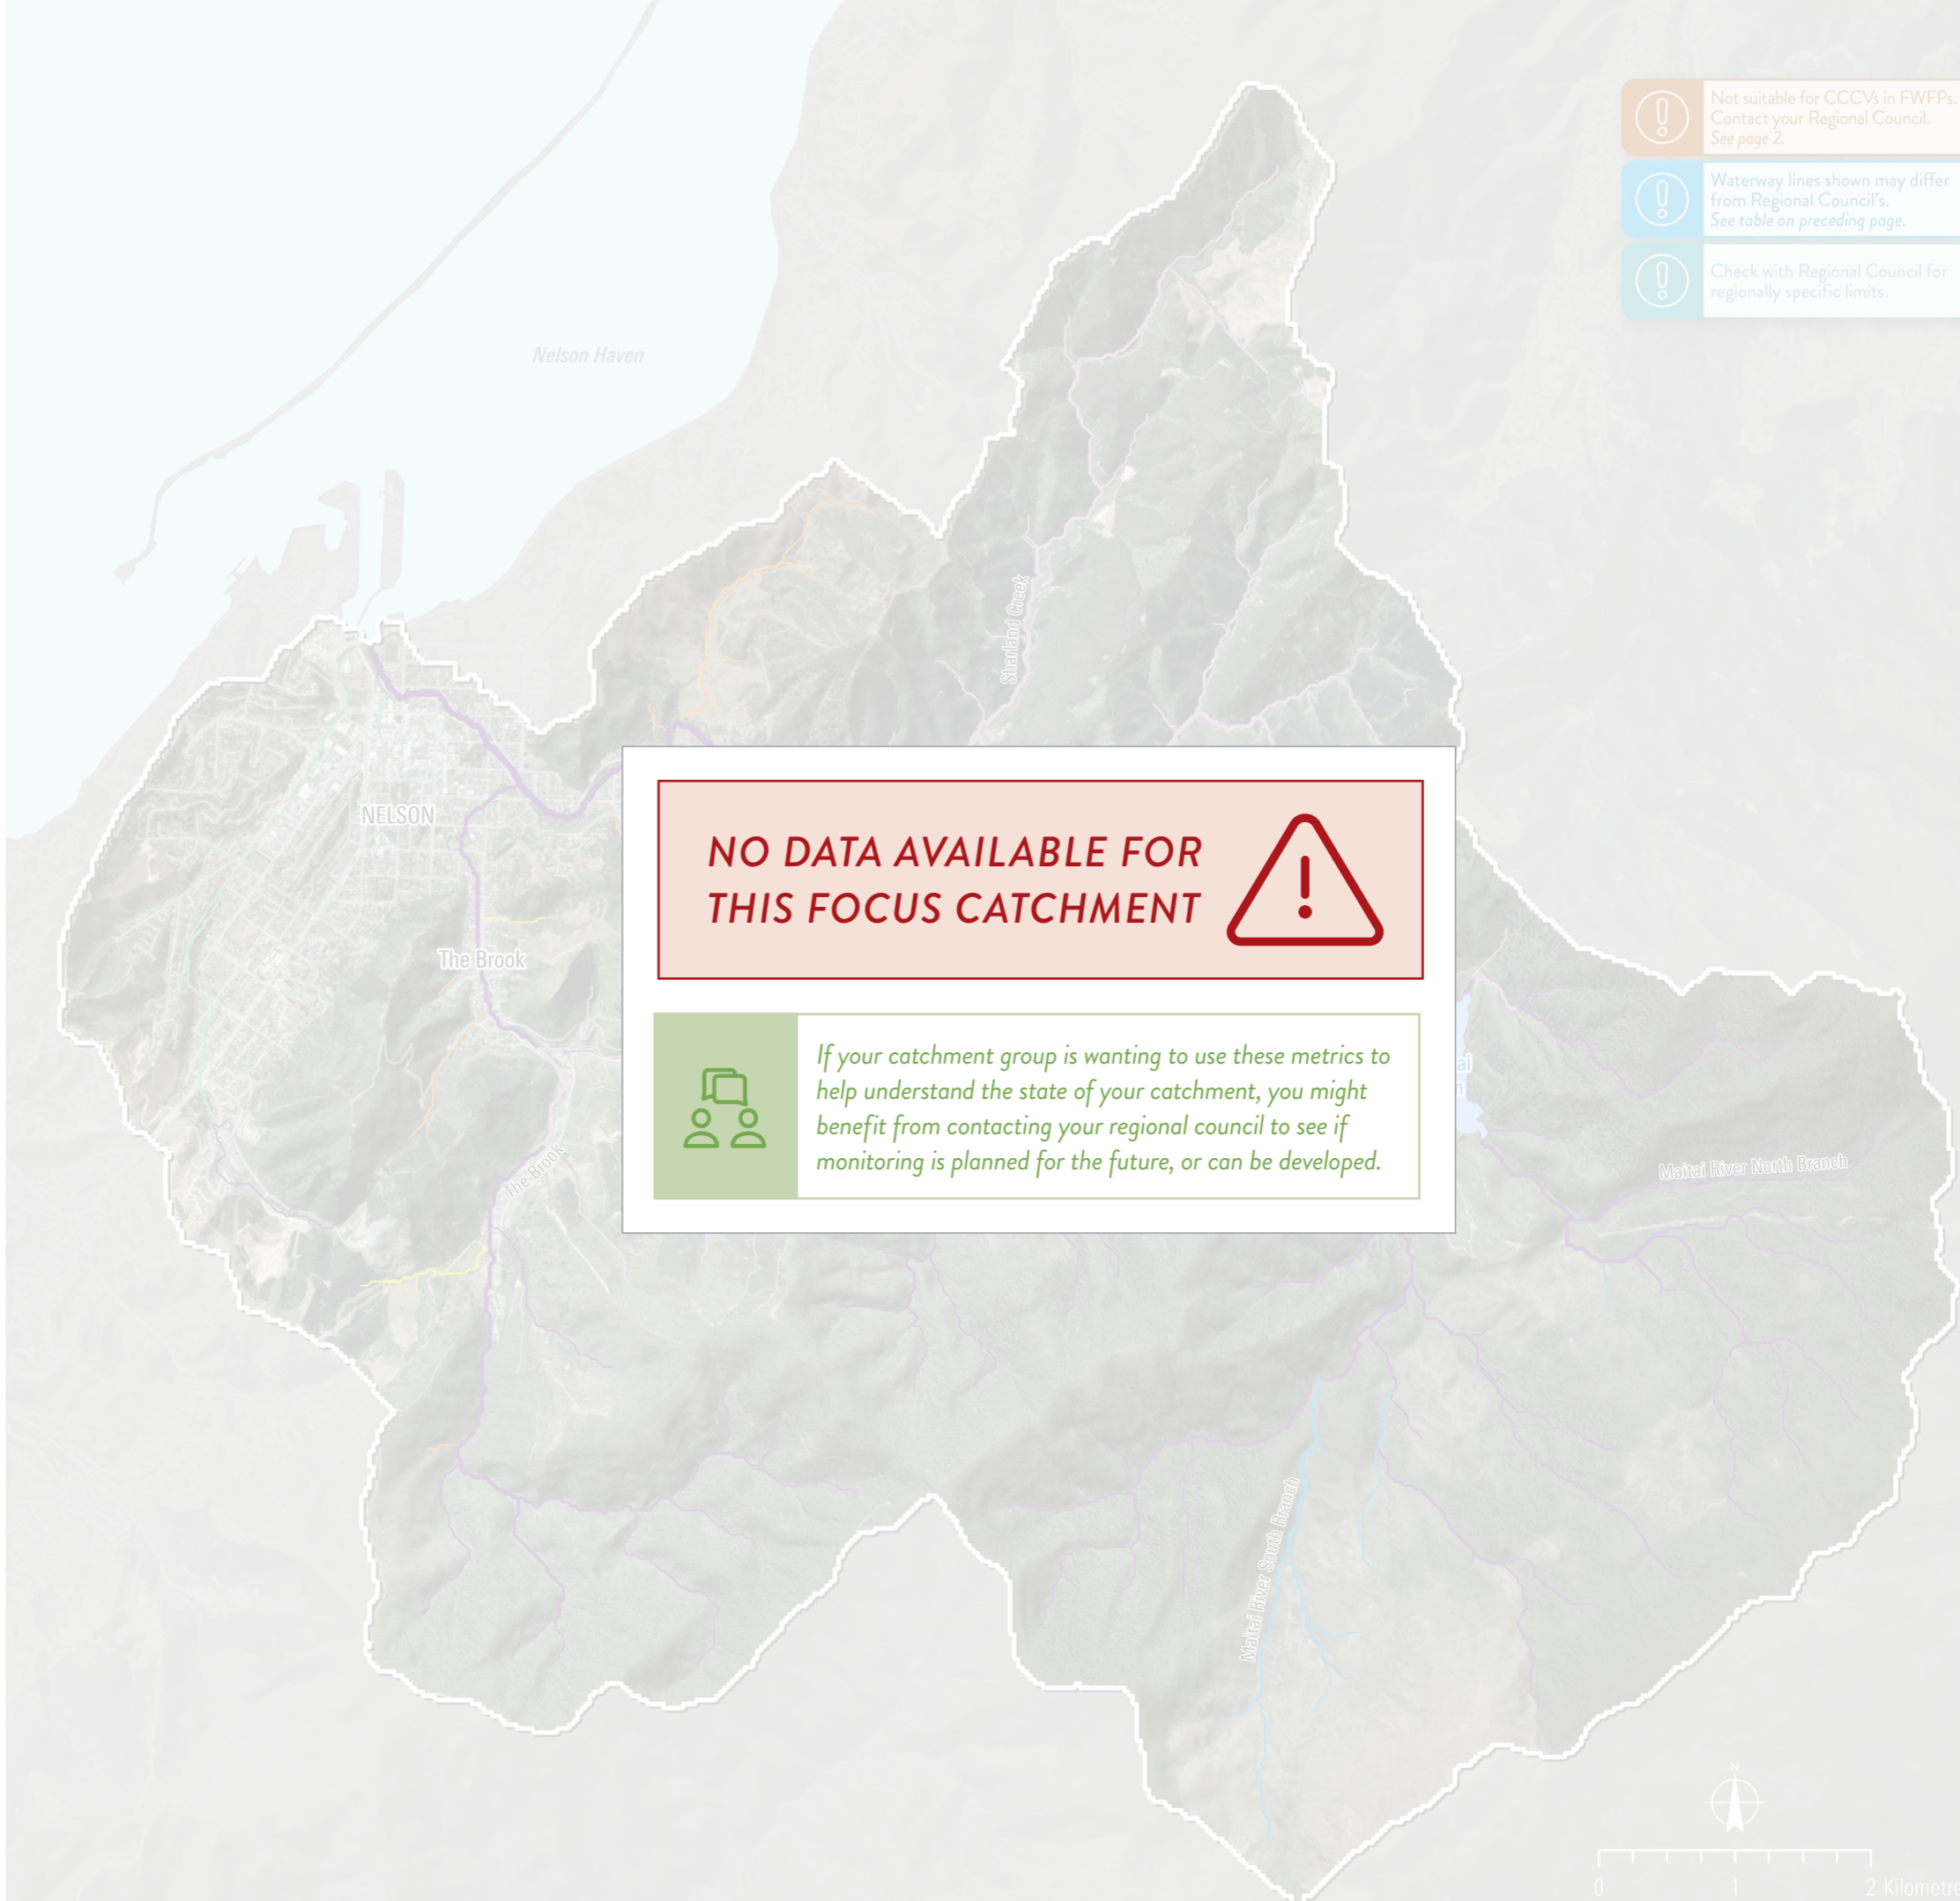 Not suitable for CCCVs in FWFPs.
Contact your Regional Council.
See page 2.
Waterway lines shown may differ
from Regional Council's.
See table on preceding page.
Check with Regional Council for
regionally specific limits.
Nelson Haven
Sharland Creek
NELSON
NO DATA AVAILABLE FOR
THIS FOCUS CATCHMENT
The Brook
If your catchment group is wanting to use these metrics to
help understand the state of your catchment, you might
benefit from contacting your regional council to see if
monitoring is planned for the future, or can be developed.
The Brook
Maitai River North Branch
Maitai River South Branch
N
0 1 2